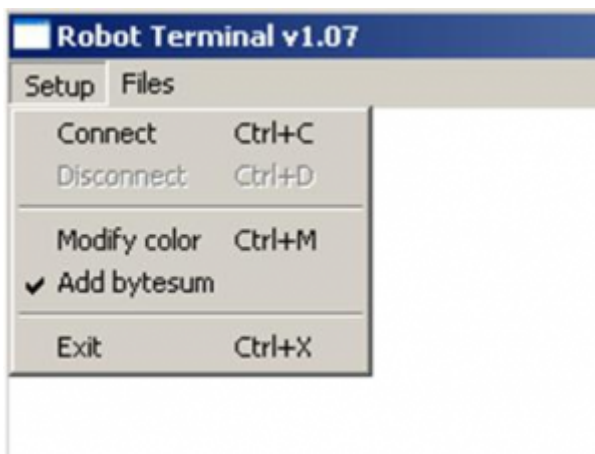 Robot Terminal v1.07
Setup Files
Connect Ctrl+C
Disconnect Ctrl+D
Modify color Ctrl+M
Add bytesum
Exit Ctrl+X